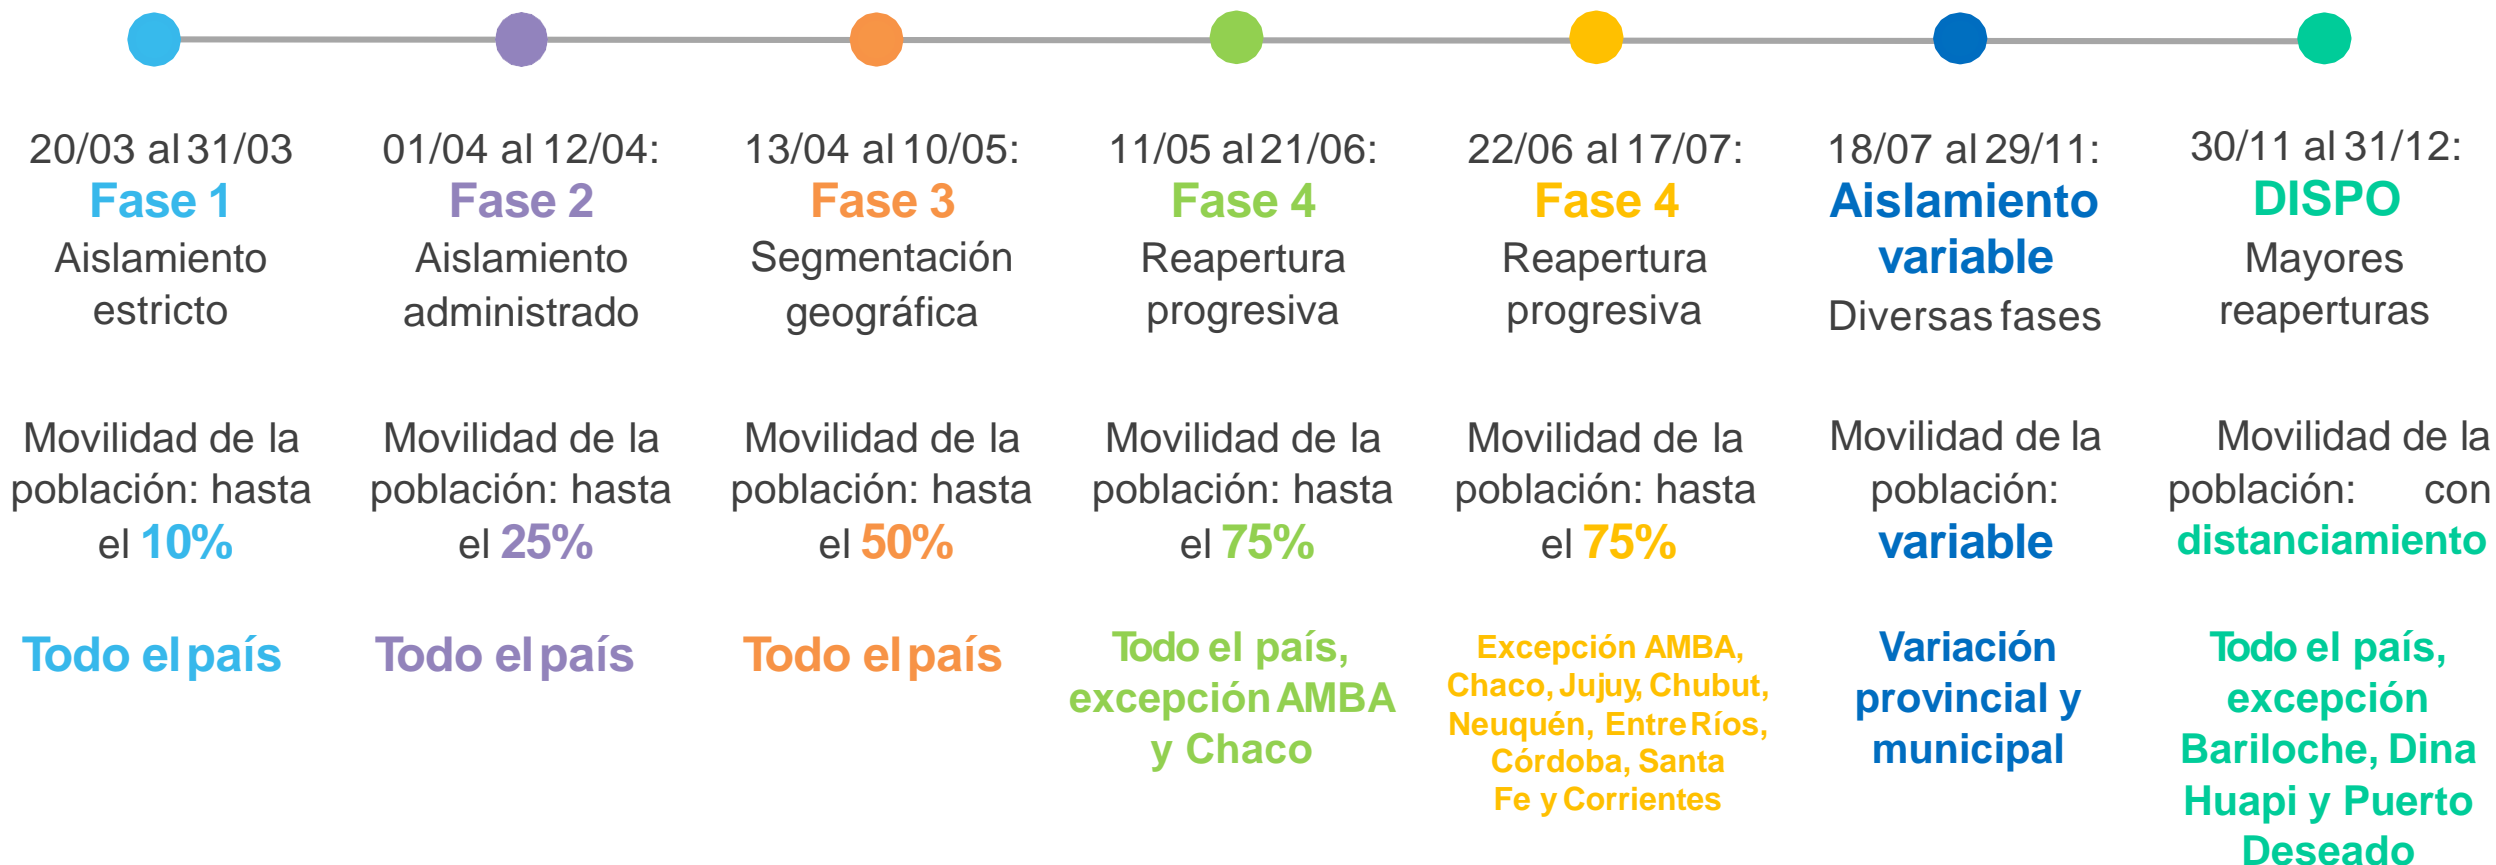 20/03 al 31/03
Fase 1
Aislamiento
estricto
Movilidad de la
población: hasta
el 10%
Todo el país
01/04 al 12/04:
Fase 2
Aislamiento
administrado
Movilidad de la
población: hasta
el 25%
Todo el país
13/04 al 10/05:
Fase 3
Segmentación
geográfica
Movilidad de la
población: hasta
el 50%
Todo el país
11/05 al 21/06:
Fase 4
Reapertura
progresiva
Movilidad de la
población: hasta
el 75%
Todo el país,
excepción AMBA
y Chaco
22/06 al 17/07:
Fase 4
Reapertura
progresiva
Movilidad de la
población: hasta
el 75%
Excepción AMBA,
Chaco, Jujuy, Chubut,
Neuquén, Entre Ríos,
Córdoba, Santa
Fe y Corrientes
18/07 al 29/11:
Aislamiento
variable
Diversas fases
Movilidad de la
población:
variable
Variación
provincial y
municipal
30/11 al 31/12:
DISPO
Mayores
reaperturas
Movilidad de la
población: con
distanciamiento
Todo el país,
excepción
Bariloche, Dina
Huapi y Puerto
Deseado